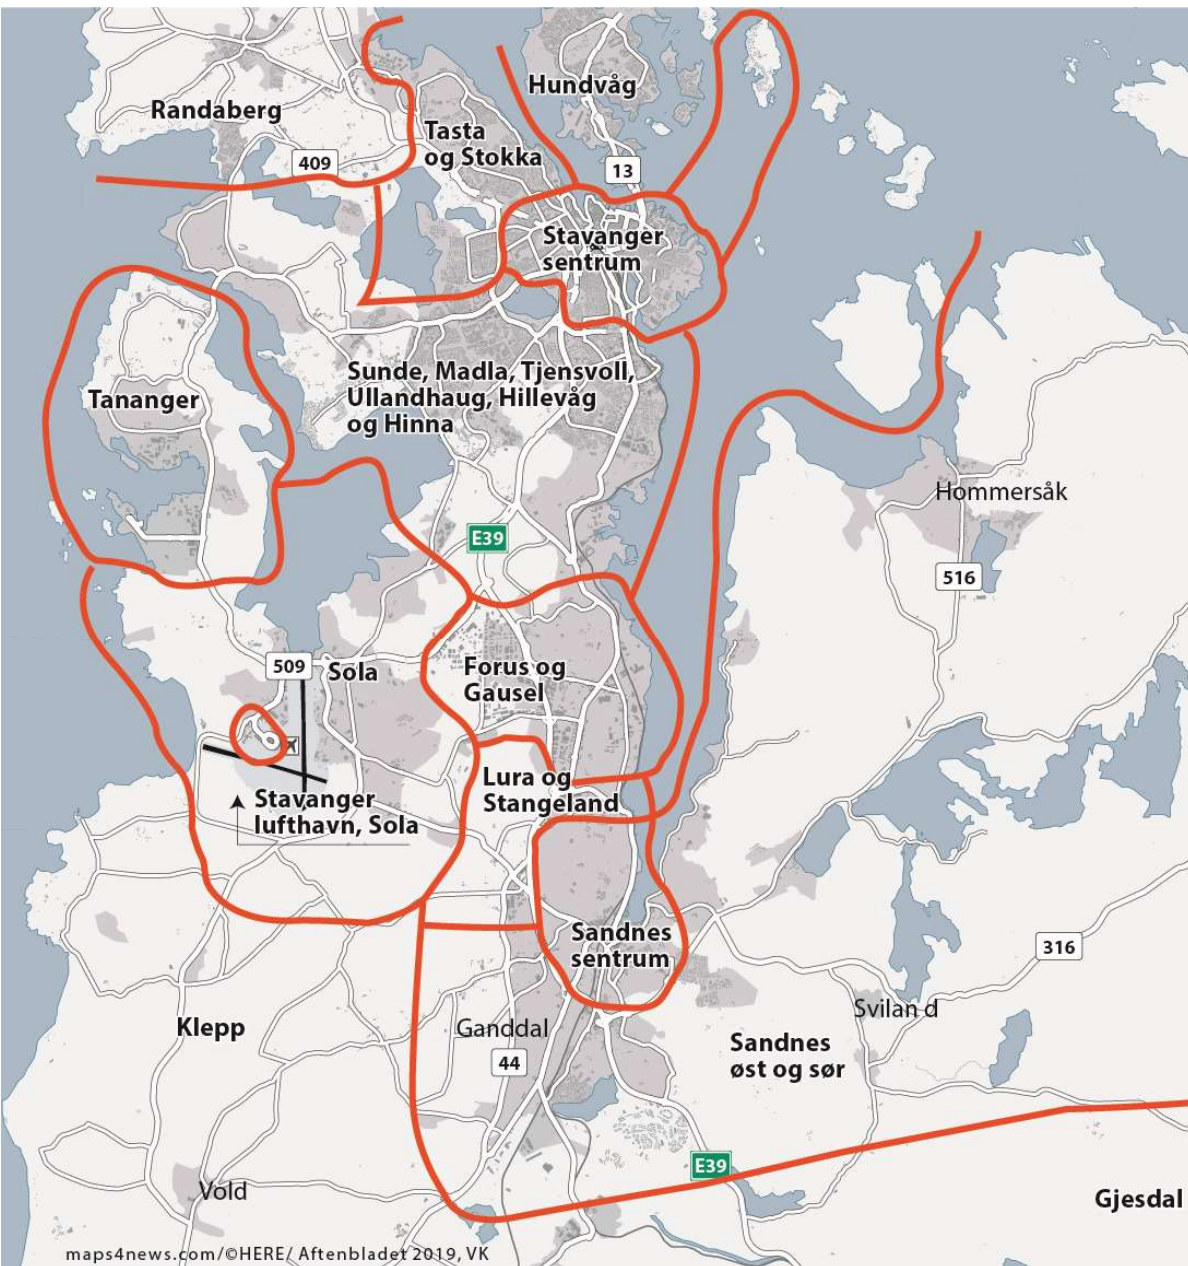 Hundvåg
Randaberg
Tasta
og Stokka
409
13
Stavanger
sentrum
Sunde, Madla, Tjensvoll,
Ullandhaug, Hillevåg
og Hinna
Tananger
Hommersåk
E39
516
509
Sola
Forus og
Gausel
Lura og
Stangeland
Stavanger
lufthavn, Sola
Sandnes
sentrum
316
Svilan d
Klepp
Ganddal
44
Sandnes
øst og sør
E39
Vold
Gjesdal
maps4news.com/©HERE/ Aftenbladet 2019, VK